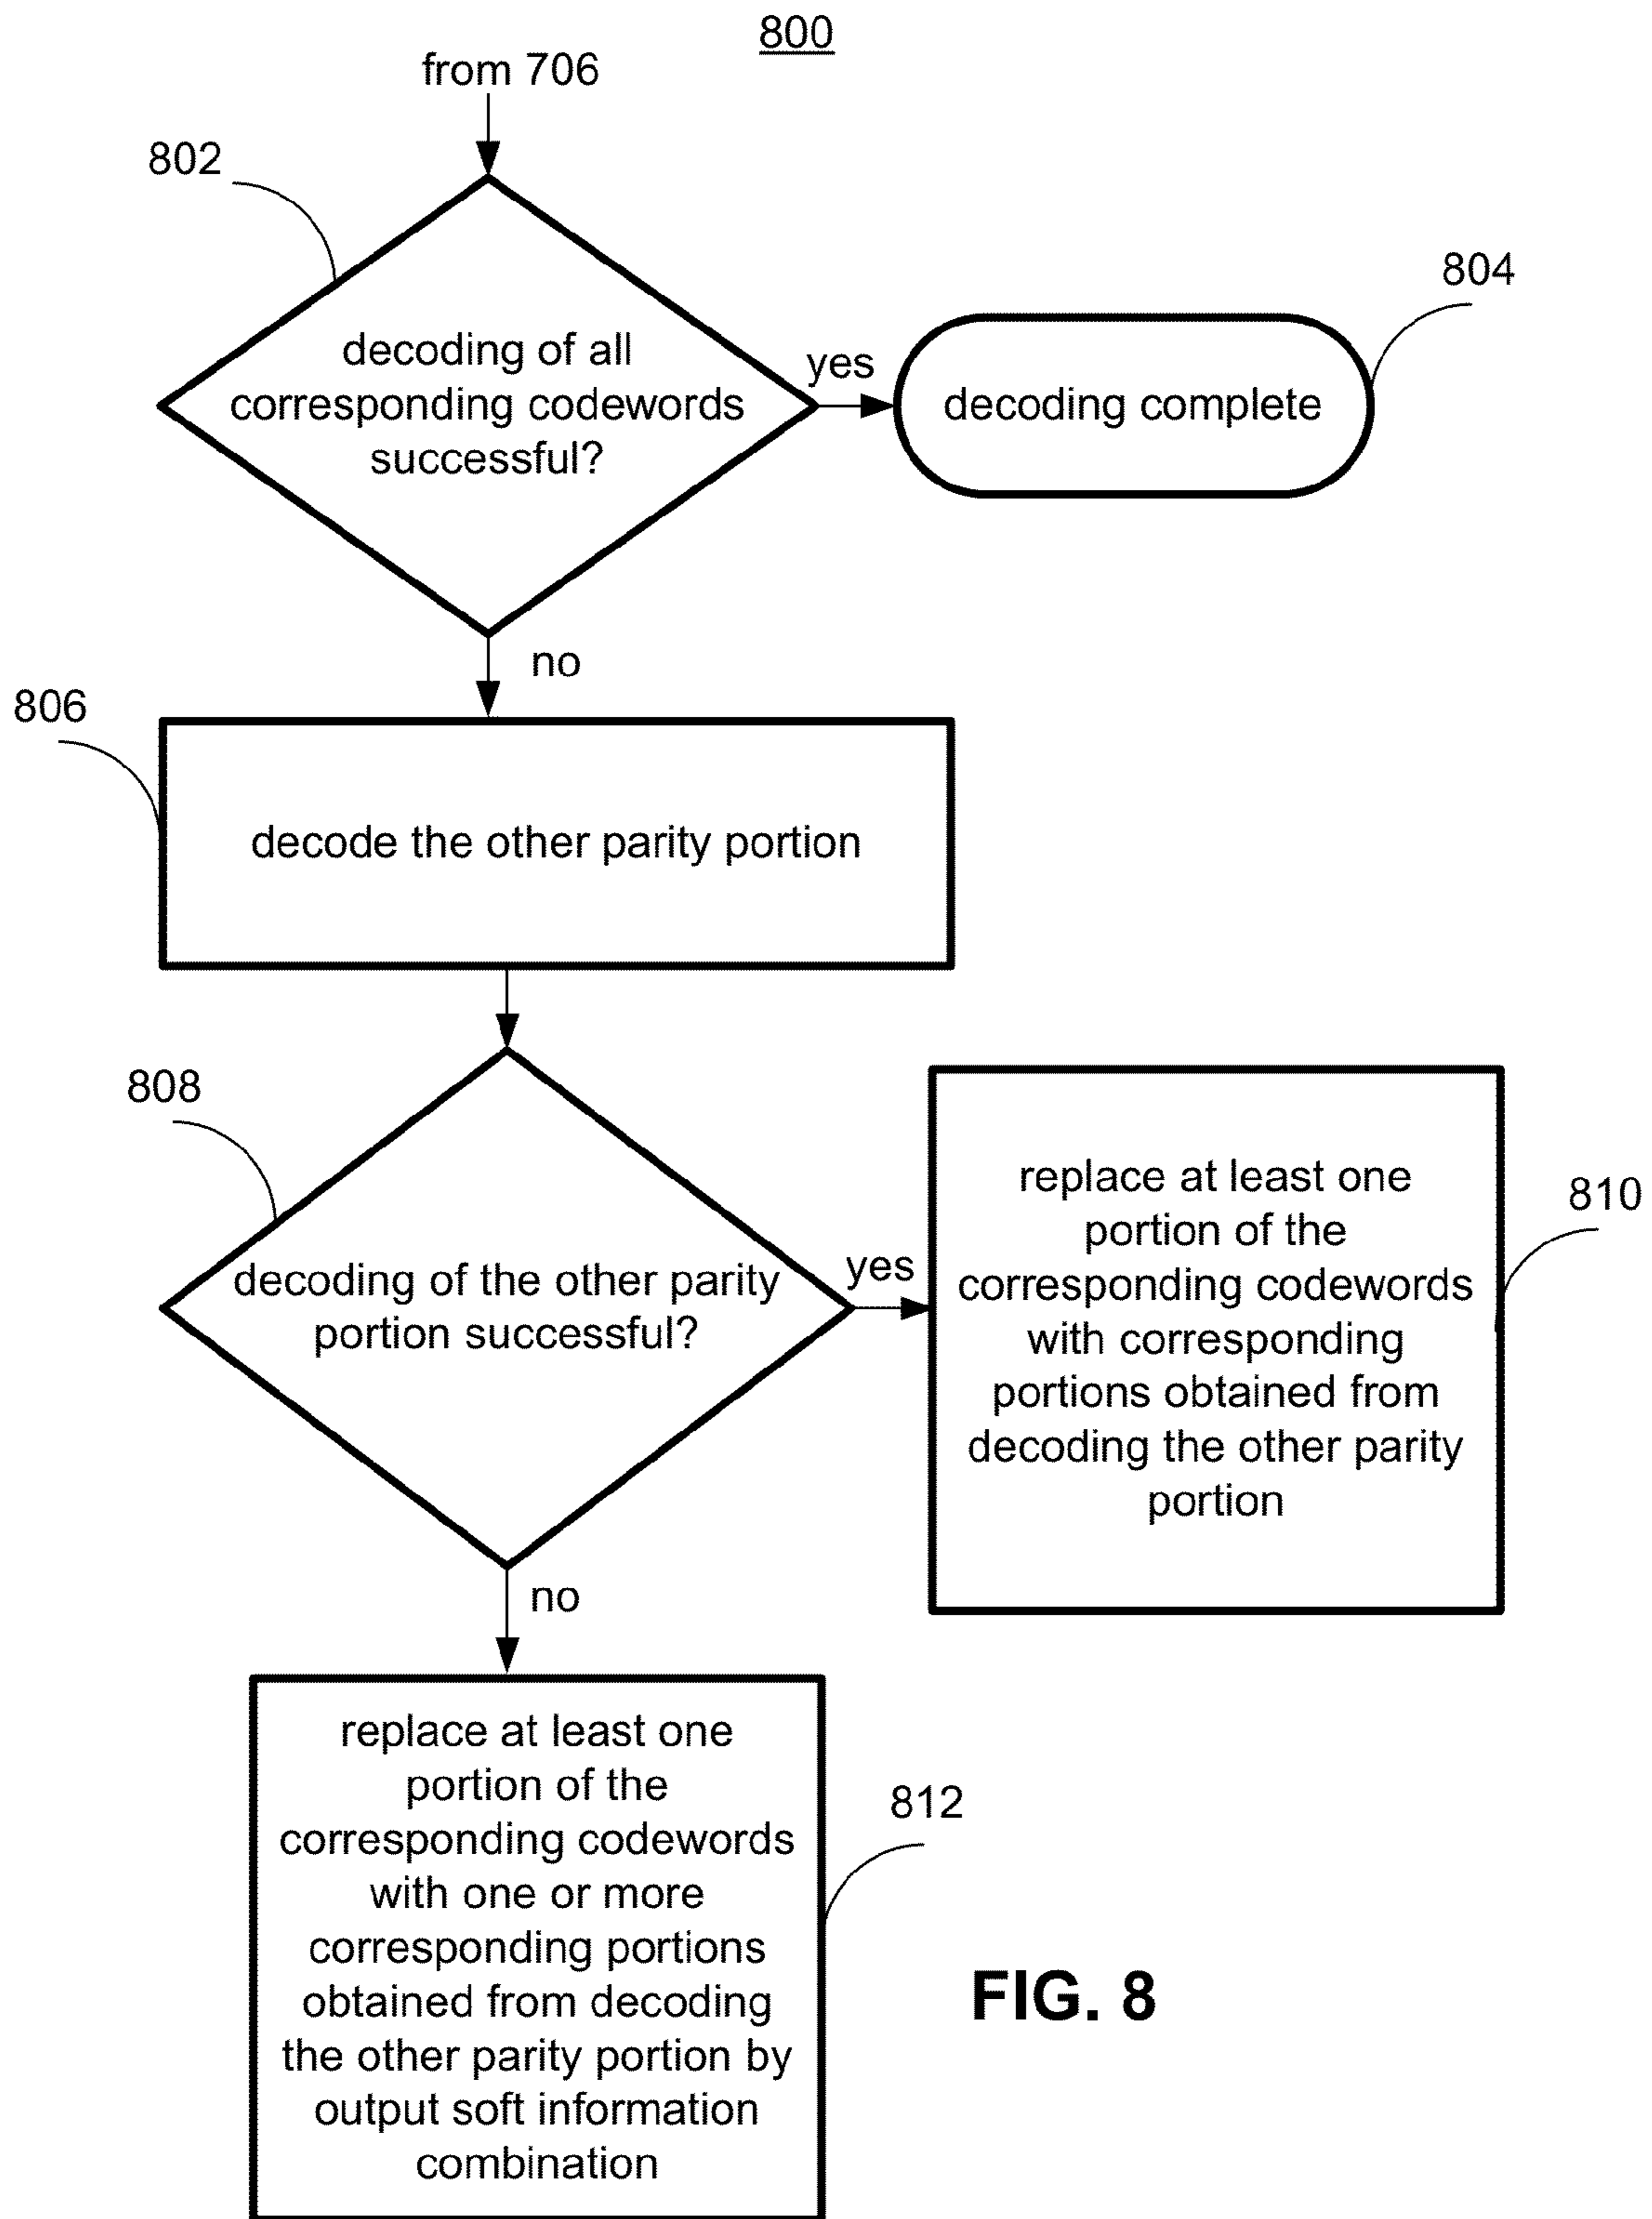 800
from 706
802
decoding of all
corresponding codewords
successful?
yes
804
decoding complete
no
806
decode the other parity portion
808
decoding of the other parity
portion successful?
yes
810
replace at least one
portion of the
corresponding codewords
with corresponding
portions obtained from
decoding the other parity
portion
no
812
replace at least one
portion of the
corresponding codewords
with one or more
corresponding portions
obtained from decoding
the other parity portion by
output soft information
combination
FIG. 8